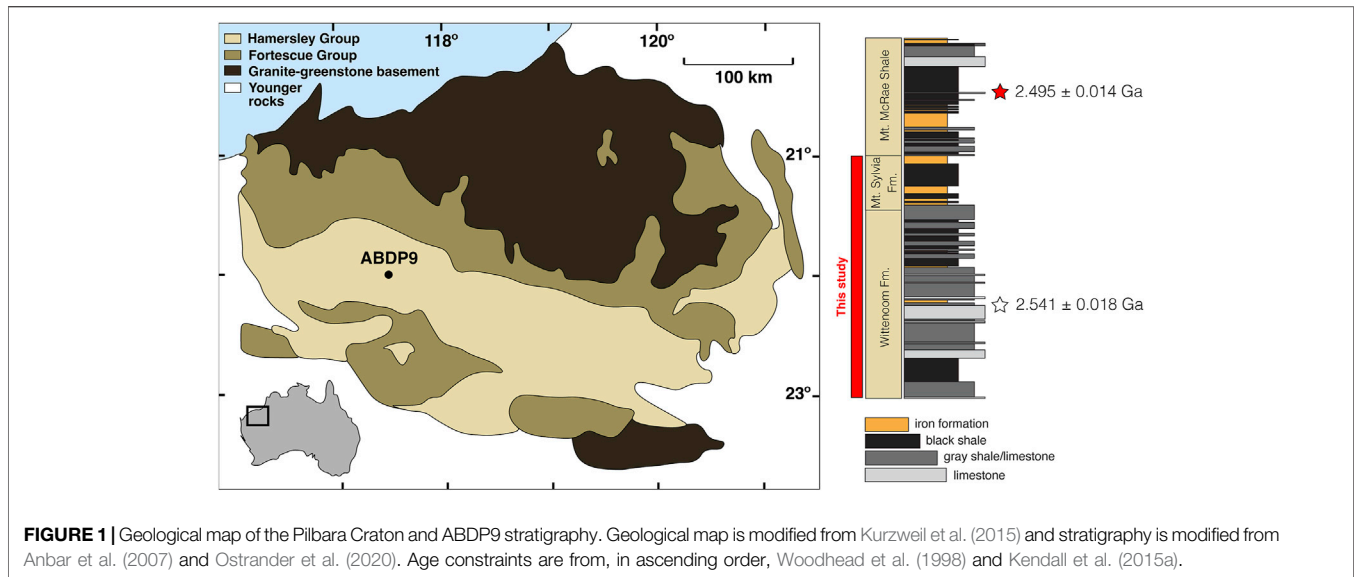 Hamersley Group
Fortescue Group
Granite-greenstone basement
Younger
rocks
118º
120º
100 km
21º
23º
ABDP9
This study
Mt. McRae Shale
Mt. Sylvia
Fm.
Wittenoom Fm.
2.495 ± 0.014 Ga
2.541 ± 0.018 Ga
iron formation
black shale
gray shale/limestone
limestone
FIGURE 1 | Geological map of the Pilbara Craton and ABDP9 stratigraphy. Geological map is modified from Kurzweil et al. (2015) and stratigraphy is modified from
Anbar et al. (2007) and Ostrander et al. (2020). Age constraints are from, in ascending order, Woodhead et al. (1998) and Kendall et al. (2015a).